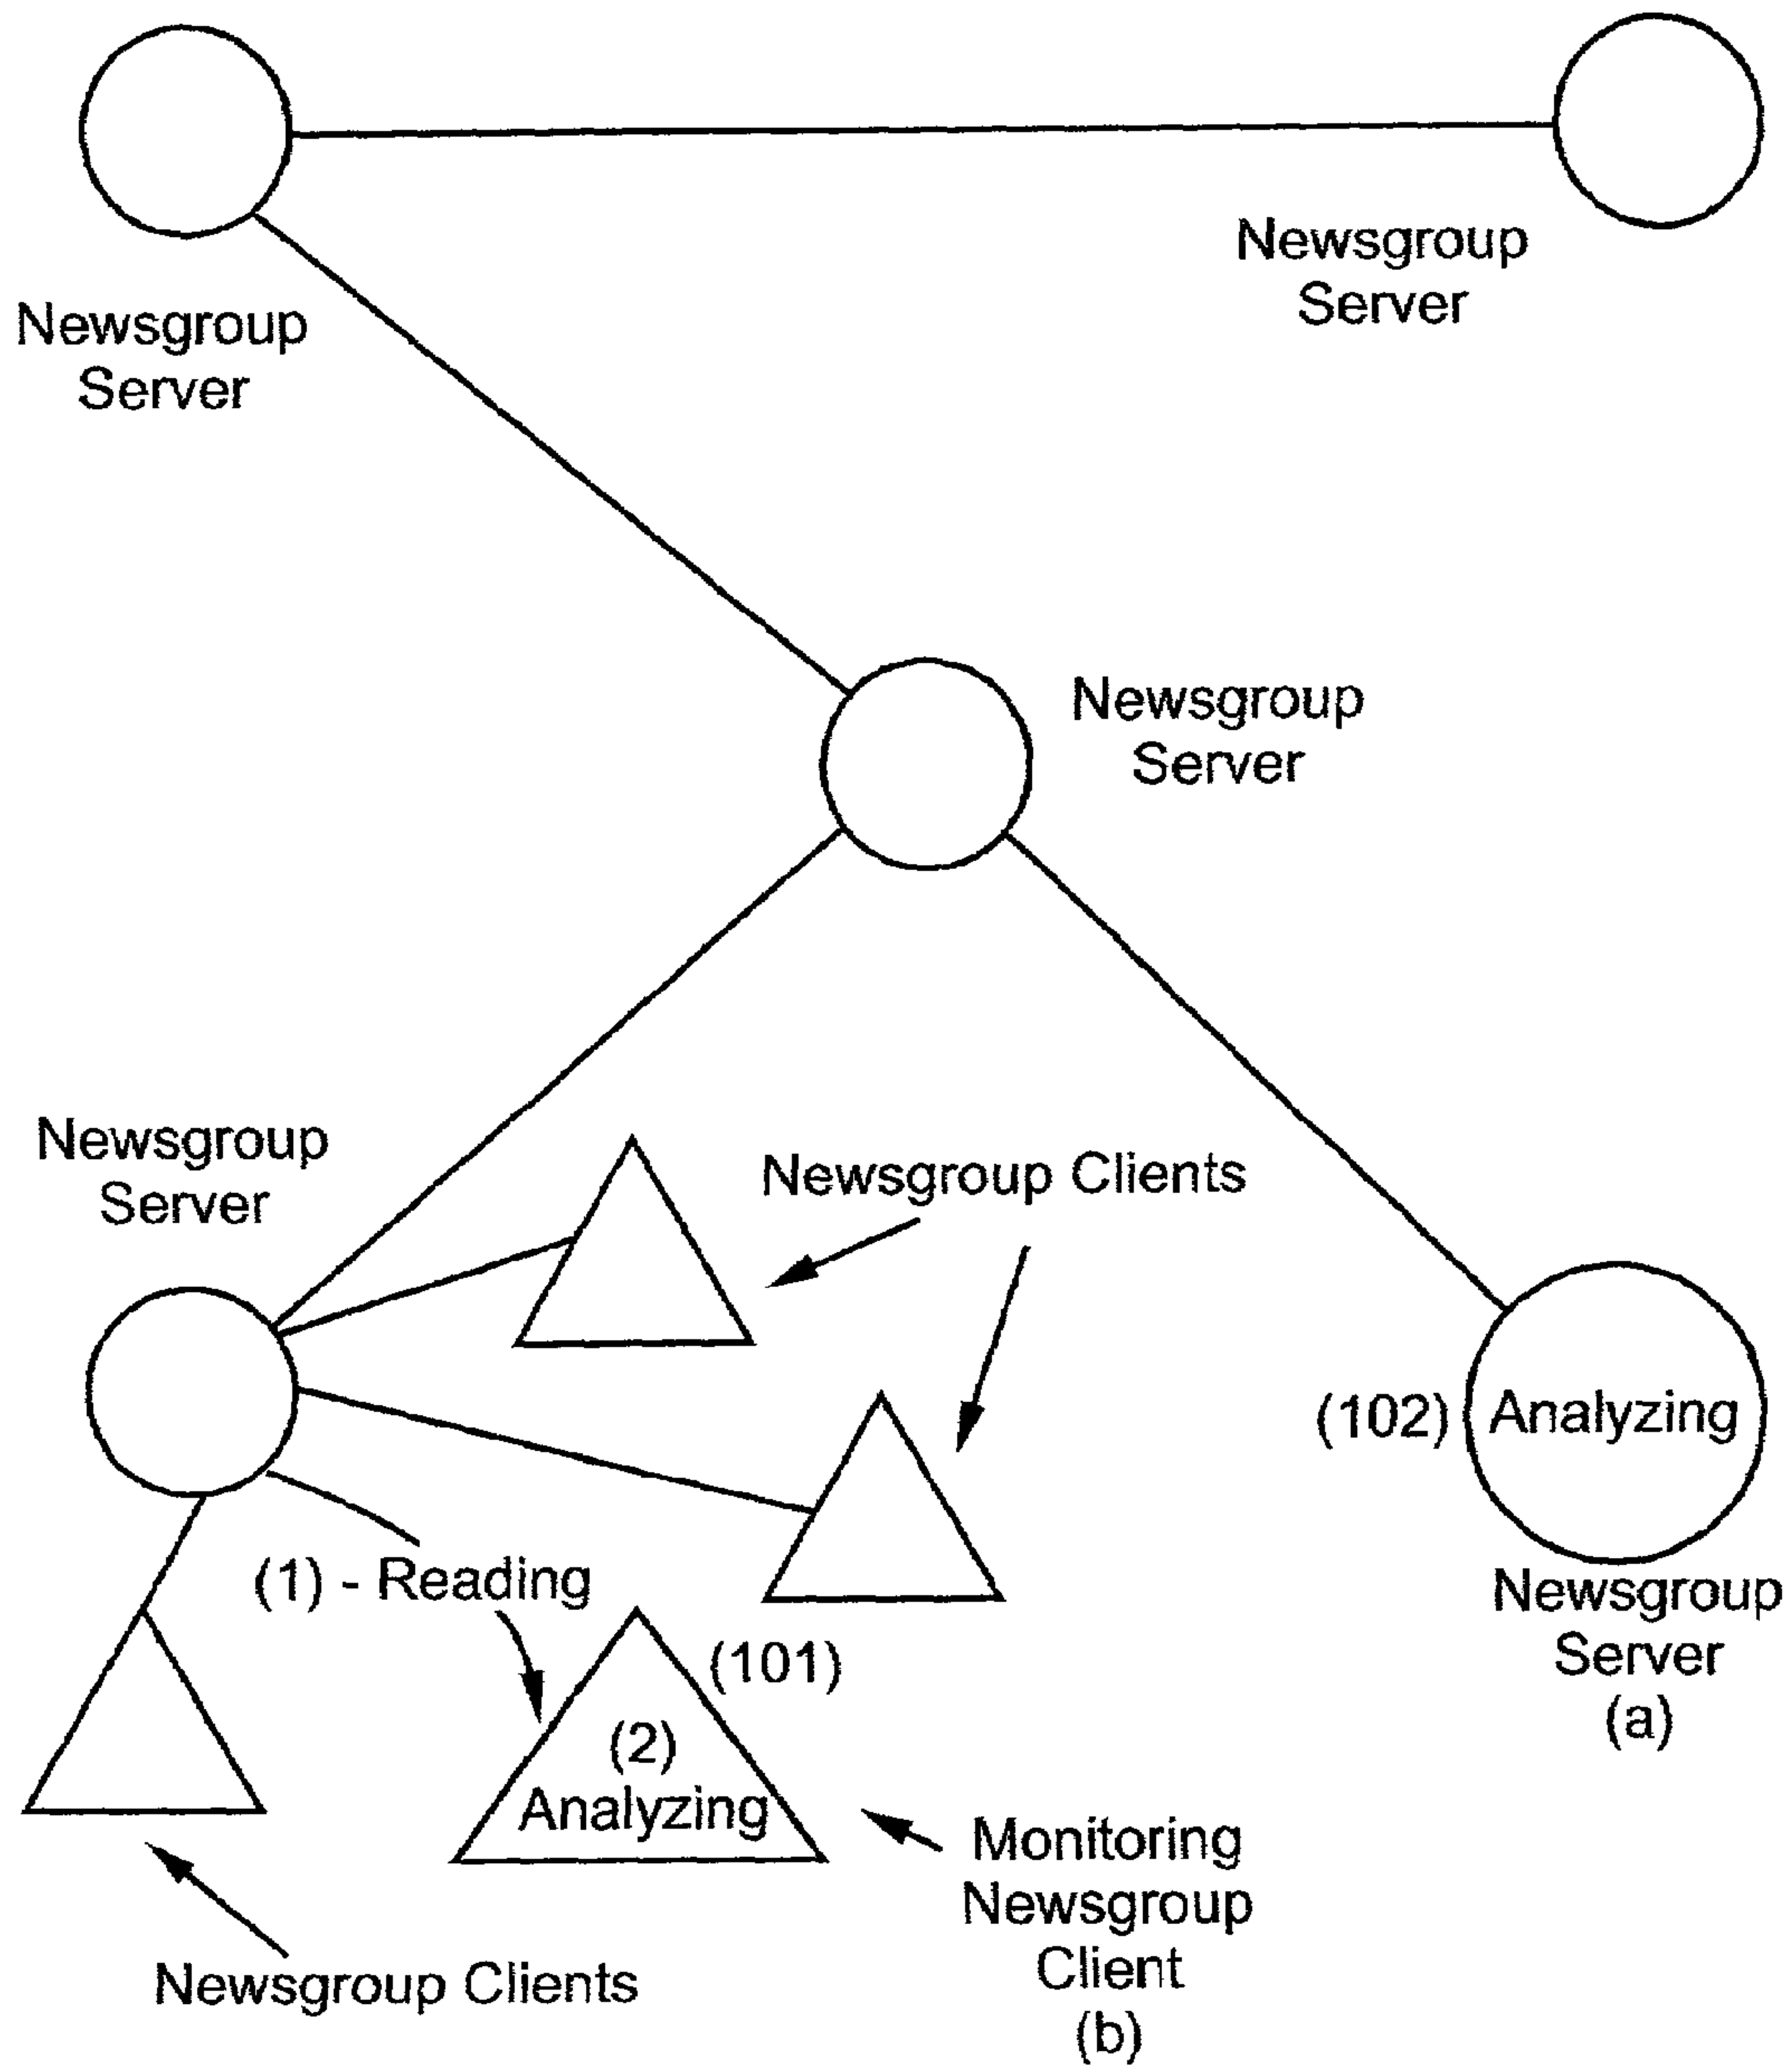 Newsgroup
Server
Newsgroup
Server
Newsgroup
Server
Newsgroup
Server
Newsgroup Clients
(102)
Analyzing
Newsgroup
Server
(a)
(1) - Reading
(101)
(2)
Analyzing
Monitoring
Newsgroup
Client
(b)
Newsgroup Clients